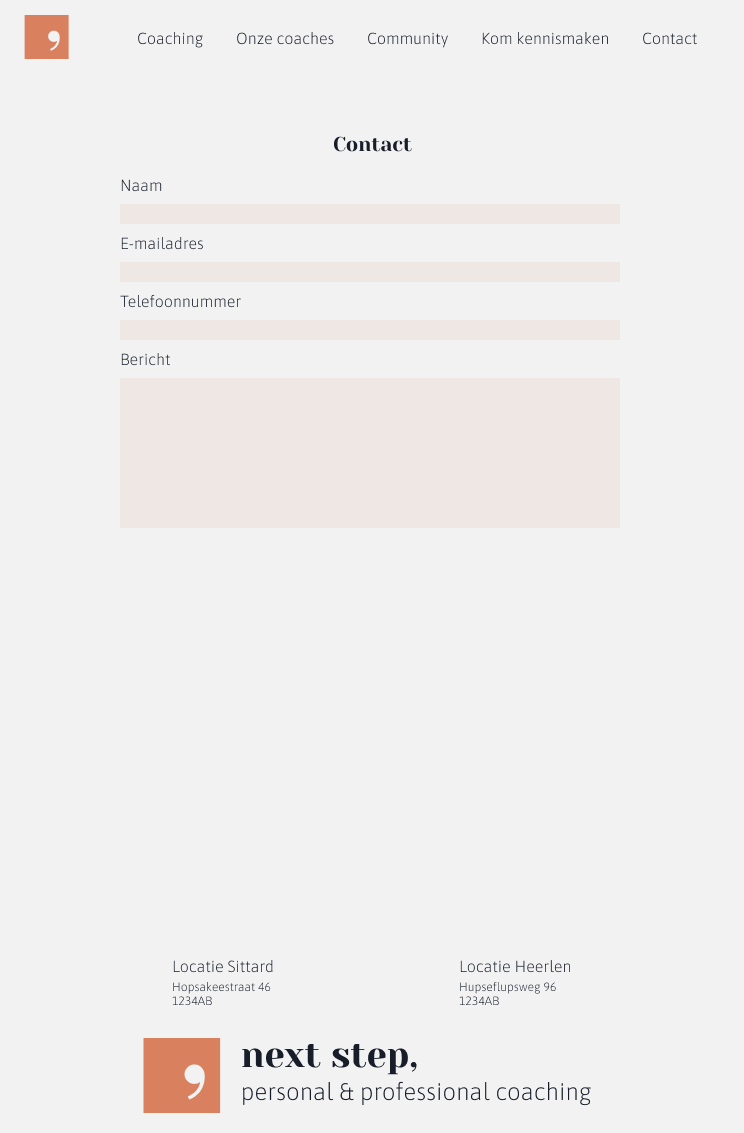 Coaching Onze coaches Community Kom kennismaken Contact
Contact
Naam
E-mailadres
Telefoonnummer
Bericht
Locatie Sittard
Hopsakeestraat 46
1234AB
Locatie Heerlen
Hupseflupsweg 96
1234AB
next step,
personal & professional coaching